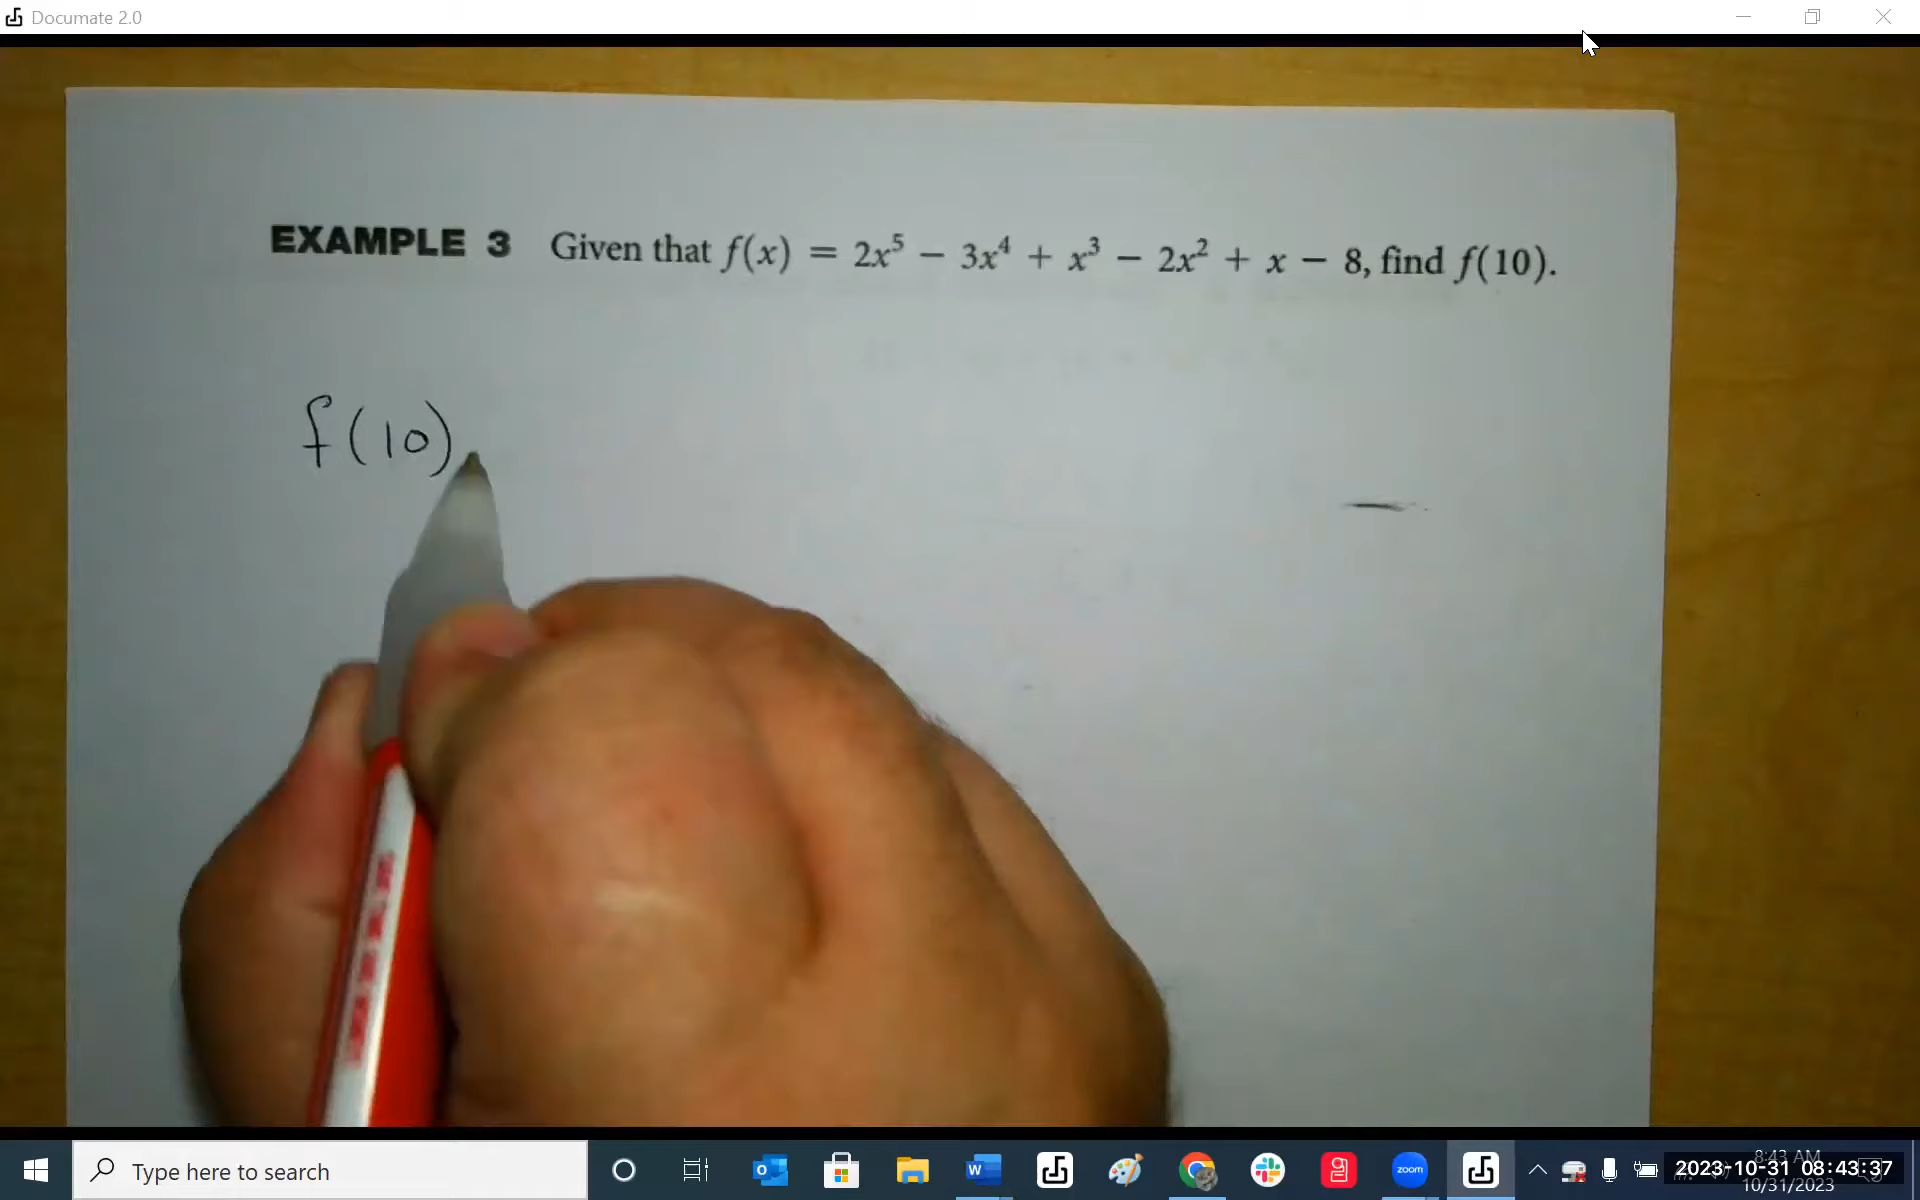 Documate 2.0
EXAMPLE 3 Given that f(x) = 2x⁵ − 3x⁴ + x³ − 2x² + x − 8, find f(10).
f(10)
Type here to search
zoom
8:43 AM
2023-10-31 08:43:37
10/31/2023